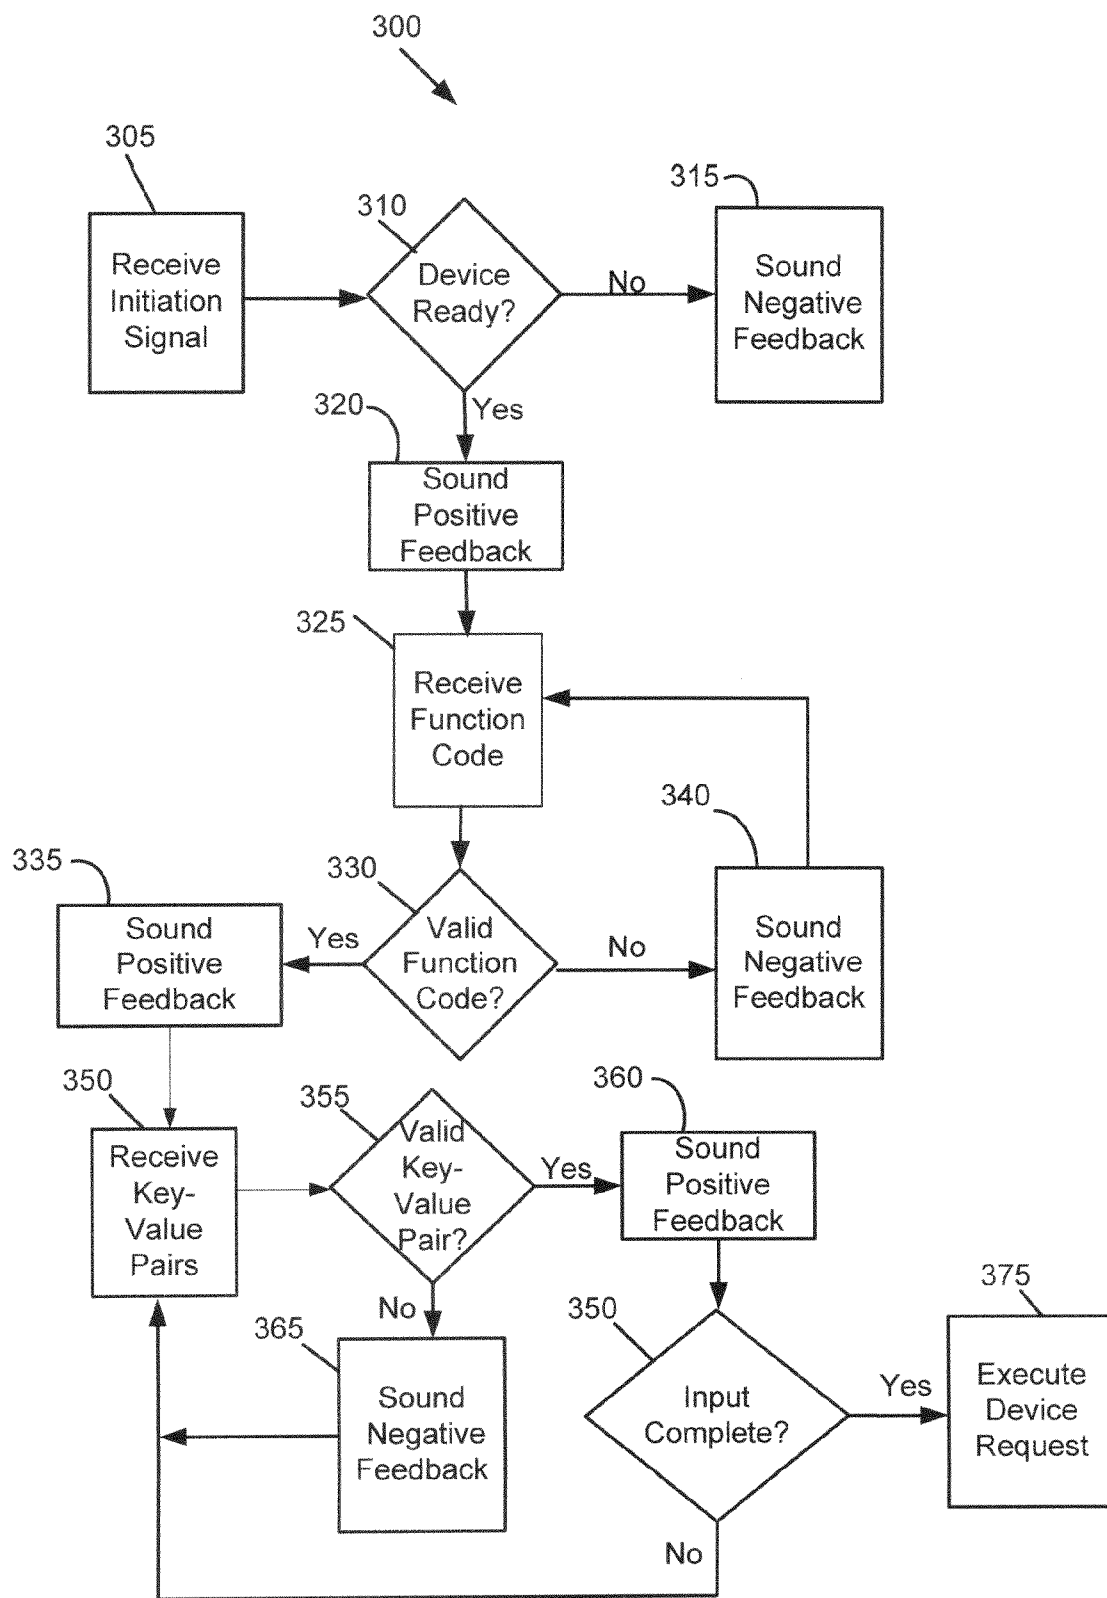 300
305
310
315
Receive
Initiation
Signal
Device
Ready?
No
Sound
Negative
Feedback
320
Yes
Sound
Positive
Feedback
325
Receive
Function
Code
340
335
330
Sound
Positive
Feedback
Yes
Valid
Function
Code?
No
Sound
Negative
Feedback
350
355
360
Receive
Key-
Value
Pairs
Valid
Key-
Value
Pair?
Yes
Sound
Positive
Feedback
No
365
350
375
Sound
Negative
Feedback
Input
Complete?
Yes
Execute
Device
Request
No